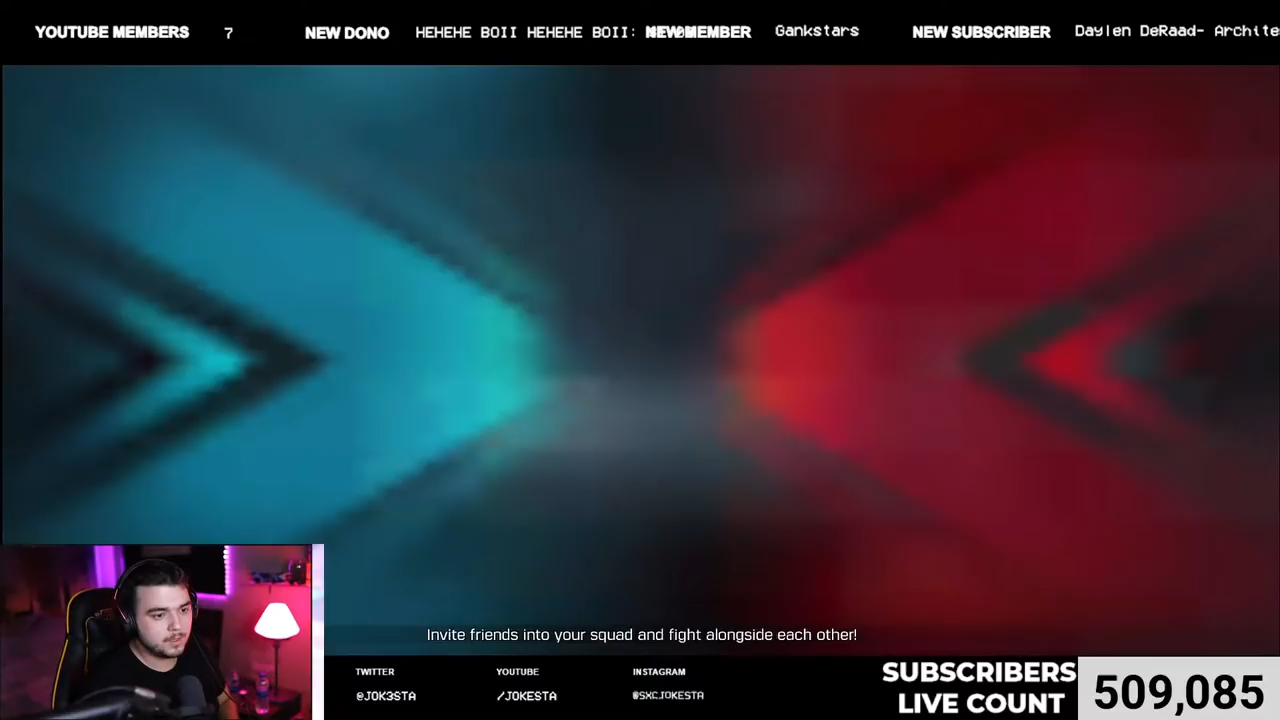 YOUTUBE MEMBERS 7 NEW DONO HEHEHE BOII HEHEHE BOII: NEW MEMBER Gankstars NEW SUBSCRIBER Daylen DeRaad- Archite
Invite friends into your squad and fight alongside each other!
TWITTER YOUTUBE INSTAGRAM
@JOK3STA /JOKESTA @SXCJOKESTA
SUBSCRIBERS
LIVE COUNT
509,085